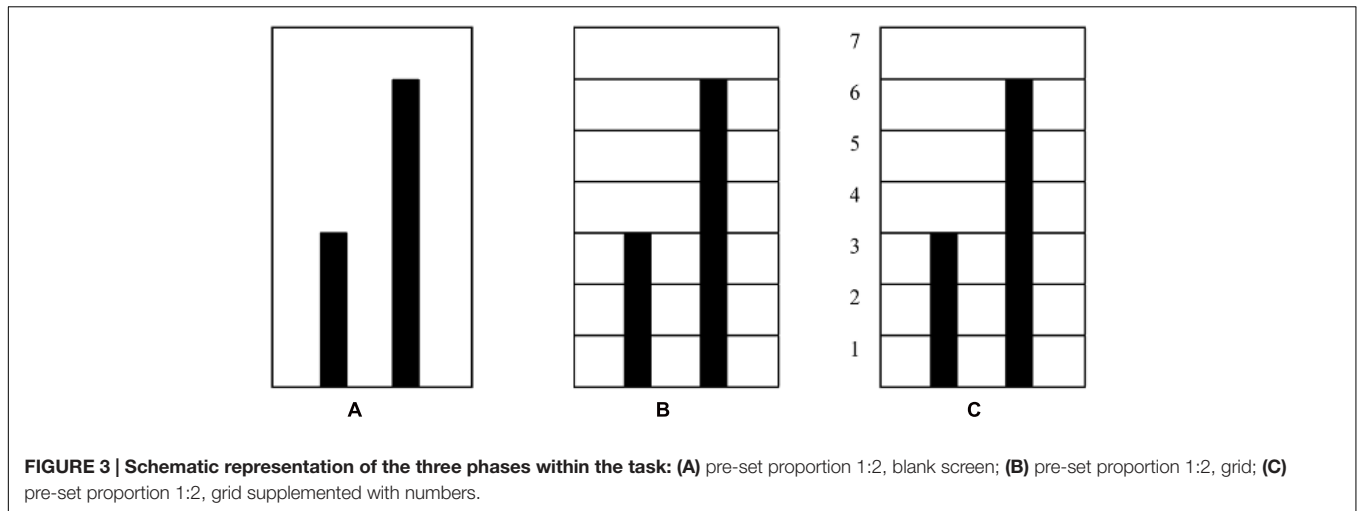 7
6
5
4
3
2
1
A
B
C
FIGURE 3 | Schematic representation of the three phases within the task: (A) pre-set proportion 1:2, blank screen; (B) pre-set proportion 1:2, grid; (C)
pre-set proportion 1:2, grid supplemented with numbers.